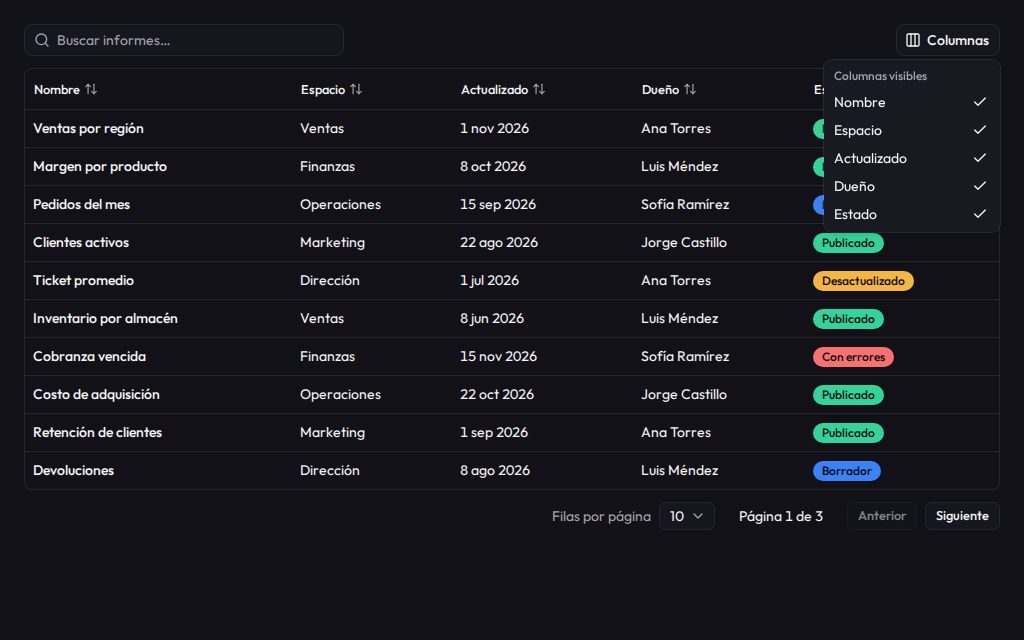 Buscar informes...
Columnas
Nombre Espacio Actualizado Dueño
Columnas visibles
Nombre
Espacio
Actualizado
Dueño
Estado
Ventas por región Ventas 1 nov 2026 Ana Torres
Margen por producto Finanzas 8 oct 2026 Luis Méndez
Pedidos del mes Operaciones 15 sep 2026 Sofía Ramírez
Clientes activos Marketing 22 ago 2026 Jorge Castillo Publicado
Ticket promedio Dirección 1 jul 2026 Ana Torres Desactualizado
Inventario por almacén Ventas 8 jun 2026 Luis Méndez Publicado
Cobranza vencida Finanzas 15 nov 2026 Sofía Ramírez Con errores
Costo de adquisición Operaciones 22 oct 2026 Jorge Castillo Publicado
Retención de clientes Marketing 1 sep 2026 Ana Torres Publicado
Devoluciones Dirección 8 ago 2026 Luis Méndez Borrador
Filas por página 10 Página 1 de 3 Anterior Siguiente